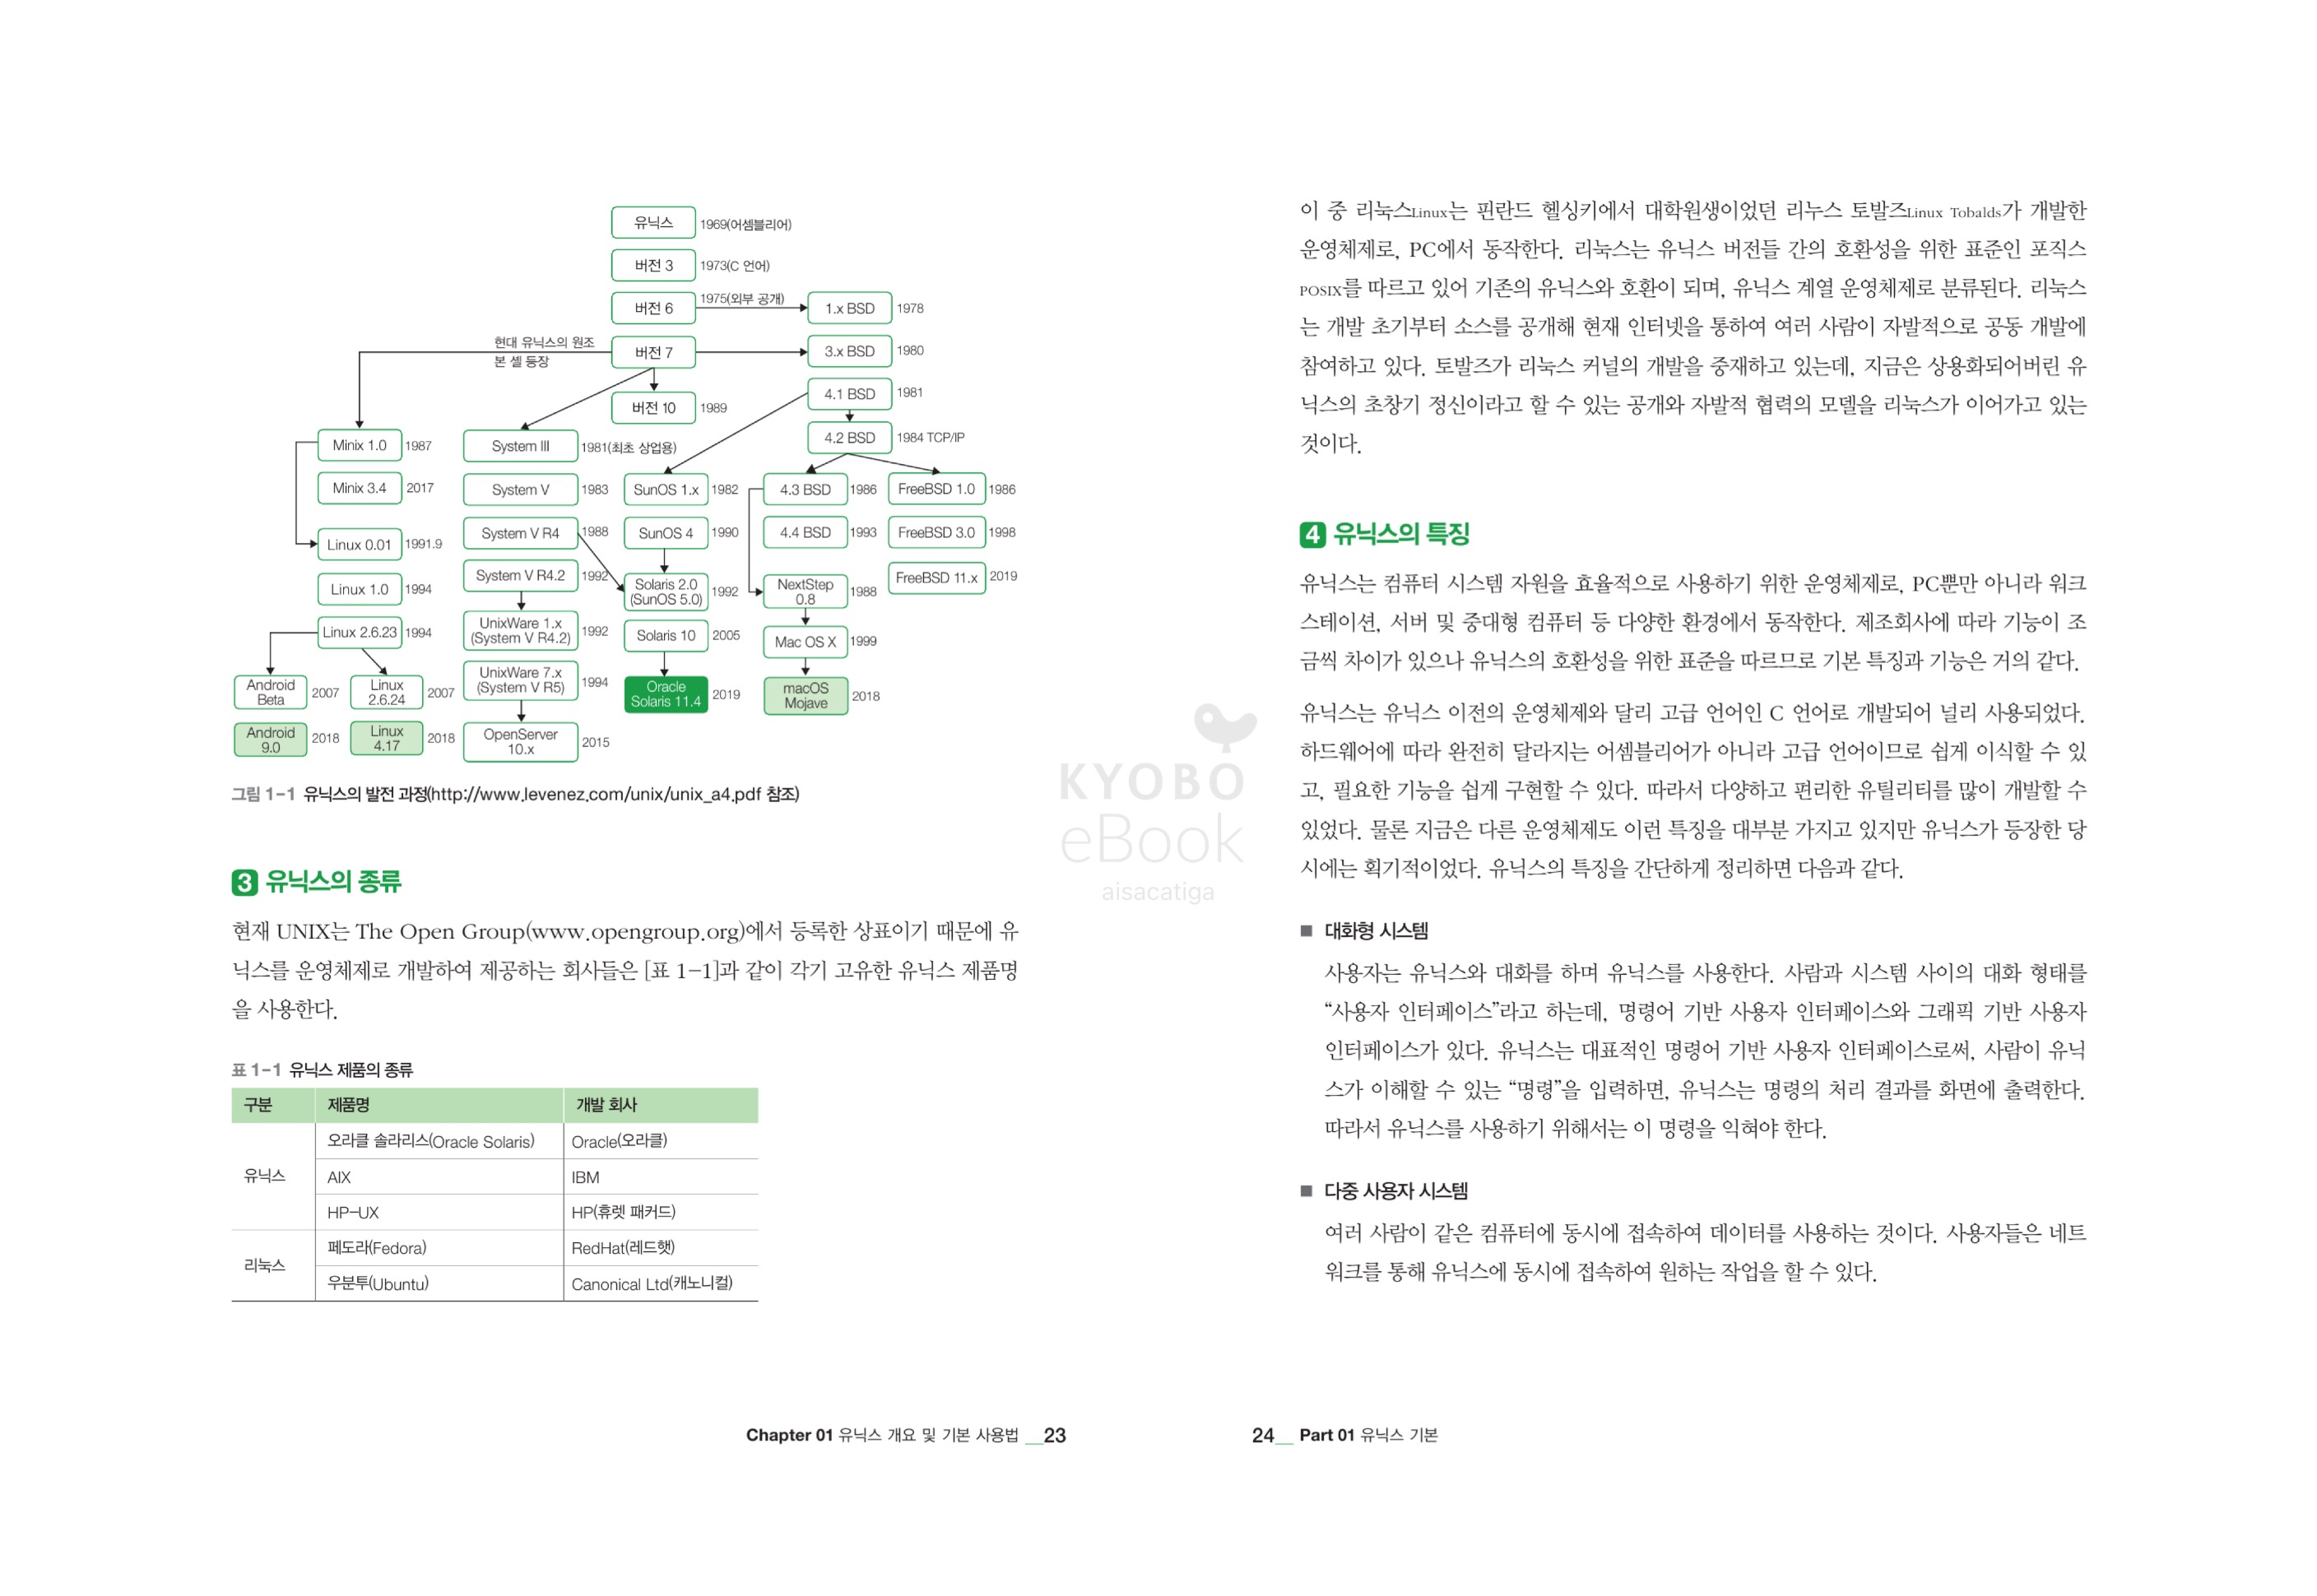 유닉스 1969(어셈블리어)
버전 3 1973(C 언어)
버전 6 1975(외부 공개) 1.x BSD 1978
현대 유닉스의 원조
본 셸 등장
버전 7 3.x BSD 1980
4.1 BSD 1981
버전 10 1989
4.2 BSD 1984 TCP/IP
Minix 1.0 1987 System III 1981(최초 상업용)
Minix 3.4 2017 System V 1983 SunOS 1.x 1982 4.3 BSD 1986 FreeBSD 1.0 1986
System V R4 1988 SunOS 4 1990 4.4 BSD 1993 FreeBSD 3.0 1998
Linux 0.01 1991.9
System V R4.2 1992 FreeBSD 11.x 2019
Linux 1.0 1994 Solaris 2.0
(SunOS 5.0) 1992 NextStep
0.8 1988
Linux 2.6.23 1994 UnixWare 1.x
(System V R4.2) 1992 Solaris 10 2005 Mac OS X 1999
Android
Beta 2007 Linux
2.6.24 2007 UnixWare 7.x
(System V R5) 1994 Oracle
Solaris 11.4 2019 macOS
Mojave 2018
Android
9.0 2018 Linux
4.17 2018 OpenServer
10.x 2015
그림 1-1 유닉스의 발전 과정(http://www.levenez.com/unix/unix_a4.pdf 참조)
3 유닉스의 종류
현재 UNIX는 The Open Group(www.opengroup.org)에서 등록한 상표이기 때문에 유
닉스를 운영체제로 개발하여 제공하는 회사들은 [표 1-1]과 같이 각기 고유한 유닉스 제품명
을 사용한다.
표 1-1 유닉스 제품의 종류
구분 제품명 개발 회사
유닉스 오라클 솔라리스(Oracle Solaris) Oracle(오라클)
AIX IBM
HP-UX HP(휴렛 패커드)
리눅스 페도라(Fedora) RedHat(레드햇)
우분투(Ubuntu) Canonical Ltd(캐노니컬)
Chapter 01 유닉스 개요 및 기본 사용법 __23
KYOBO
eBook
aisacatiga
이 중 리눅스Linux는 핀란드 헬싱키에서 대학원생이었던 리누스 토발즈Linux Tobalds가 개발한
운영체제로, PC에서 동작한다. 리눅스는 유닉스 버전들 간의 호환성을 위한 표준인 포직스
POSIX를 따르고 있어 기존의 유닉스와 호환이 되며, 유닉스 계열 운영체제로 분류된다. 리눅스
는 개발 초기부터 소스를 공개해 현재 인터넷을 통하여 여러 사람이 자발적으로 공동 개발에
참여하고 있다. 토발즈가 리눅스 커널의 개발을 중재하고 있는데, 지금은 상용화되어버린 유
닉스의 초창기 정신이라고 할 수 있는 공개와 자발적 협력의 모델을 리눅스가 이어가고 있는
것이다.
4 유닉스의 특징
유닉스는 컴퓨터 시스템 자원을 효율적으로 사용하기 위한 운영체제로, PC뿐만 아니라 워크
스테이션, 서버 및 중대형 컴퓨터 등 다양한 환경에서 동작한다. 제조회사에 따라 기능이 조
금씩 차이가 있으나 유닉스의 호환성을 위한 표준을 따르므로 기본 특징과 기능은 거의 같다.
유닉스는 유닉스 이전의 운영체제와 달리 고급 언어인 C 언어로 개발되어 널리 사용되었다.
하드웨어에 따라 완전히 달라지는 어셈블리어가 아니라 고급 언어이므로 쉽게 이식할 수 있
고, 필요한 기능을 쉽게 구현할 수 있다. 따라서 다양하고 편리한 유틸리티를 많이 개발할 수
있었다. 물론 지금은 다른 운영체제도 이런 특징을 대부분 가지고 있지만 유닉스가 등장한 당
시에는 획기적이었다. 유닉스의 특징을 간단하게 정리하면 다음과 같다.
■ 대화형 시스템
사용자는 유닉스와 대화를 하며 유닉스를 사용한다. 사람과 시스템 사이의 대화 형태를
“사용자 인터페이스”라고 하는데, 명령어 기반 사용자 인터페이스와 그래픽 기반 사용자
인터페이스가 있다. 유닉스는 대표적인 명령어 기반 사용자 인터페이스로써, 사람이 유닉
스가 이해할 수 있는 “명령”을 입력하면, 유닉스는 명령의 처리 결과를 화면에 출력한다.
따라서 유닉스를 사용하기 위해서는 이 명령을 익혀야 한다.
■ 다중 사용자 시스템
여러 사람이 같은 컴퓨터에 동시에 접속하여 데이터를 사용하는 것이다. 사용자들은 네트
워크를 통해 유닉스에 동시에 접속하여 원하는 작업을 할 수 있다.
24__ Part 01 유닉스 기본